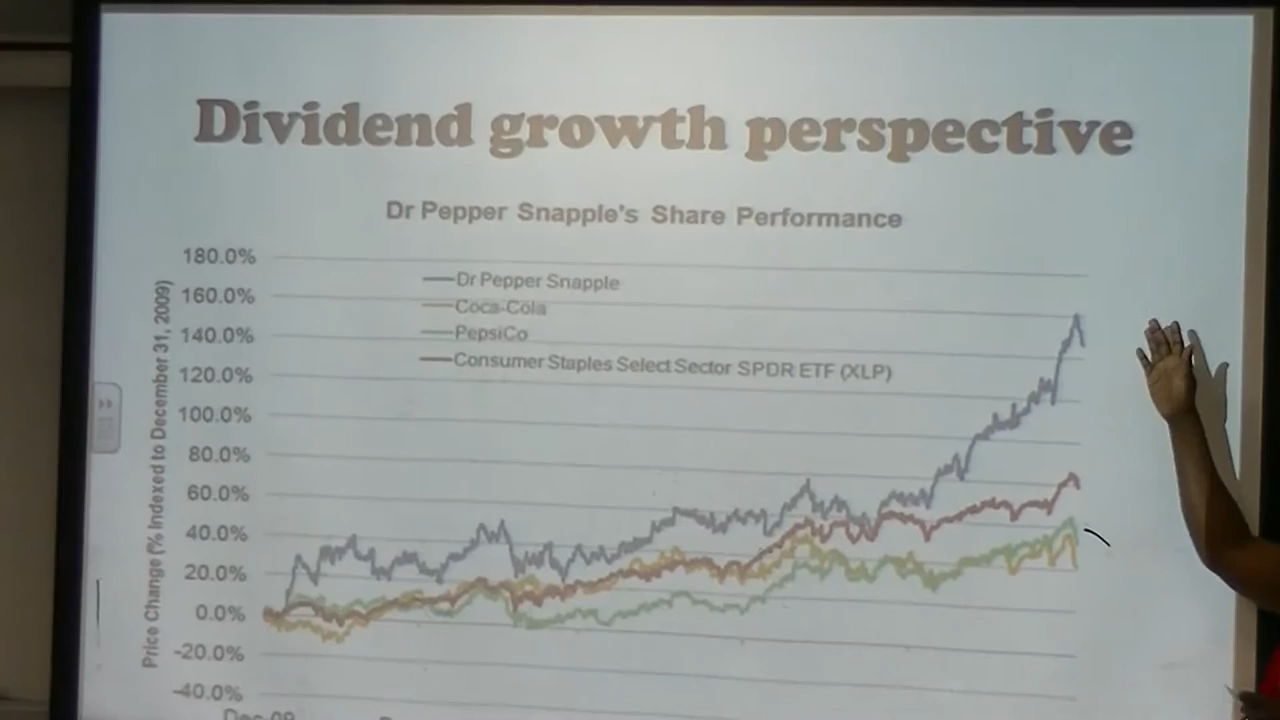 Dividend growth perspective
Dr Pepper Snapple's Share Performance
Price Change (% Indexed to December 31, 2009)
180.0%
160.0%
140.0%
120.0%
100.0%
80.0%
60.0%
40.0%
20.0%
0.0%
-20.0%
-40.0%
Dr Pepper Snapple
Coca-Cola
PepsiCo
Consumer Staples Select Sector SPDR ETF (XLP)
Dec-09